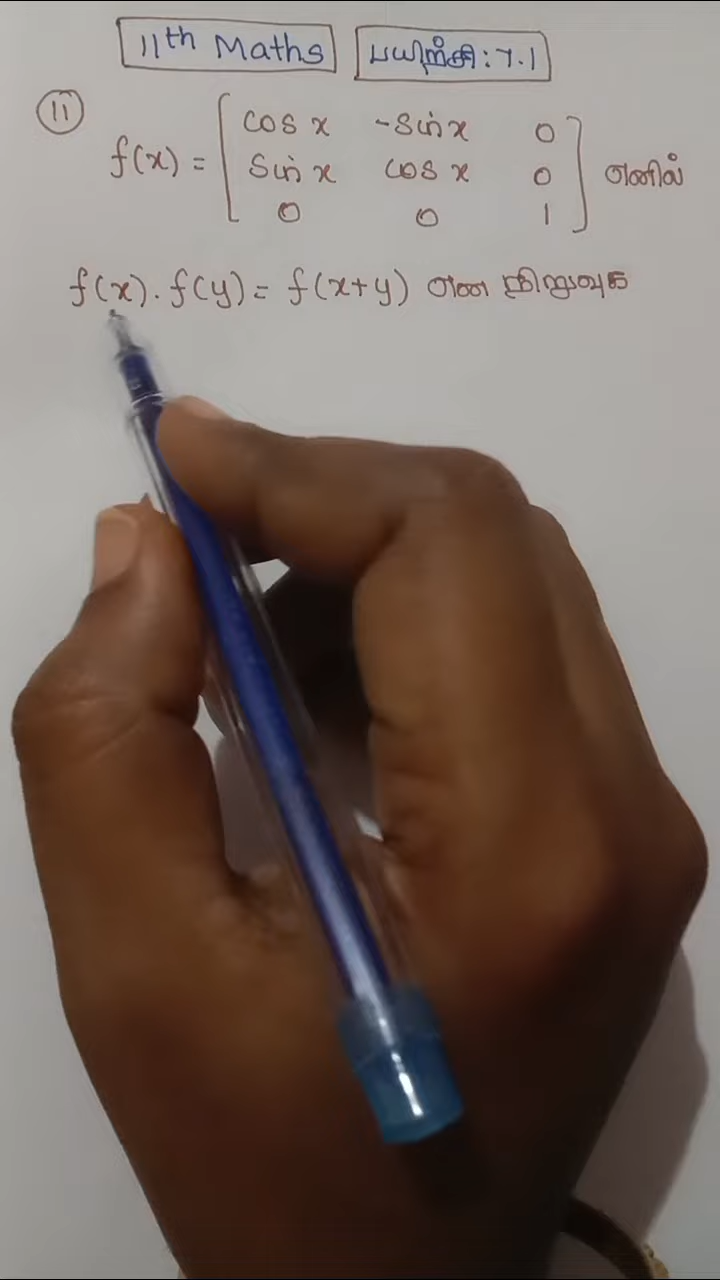 11th Maths பயிற்சி : 7.1
11
f(x) = [ cos x -sin x 0
sin x cos x 0
0 0 1 ] எனில்
f(x) . f(y) = f(x+y) என நிறுவுக